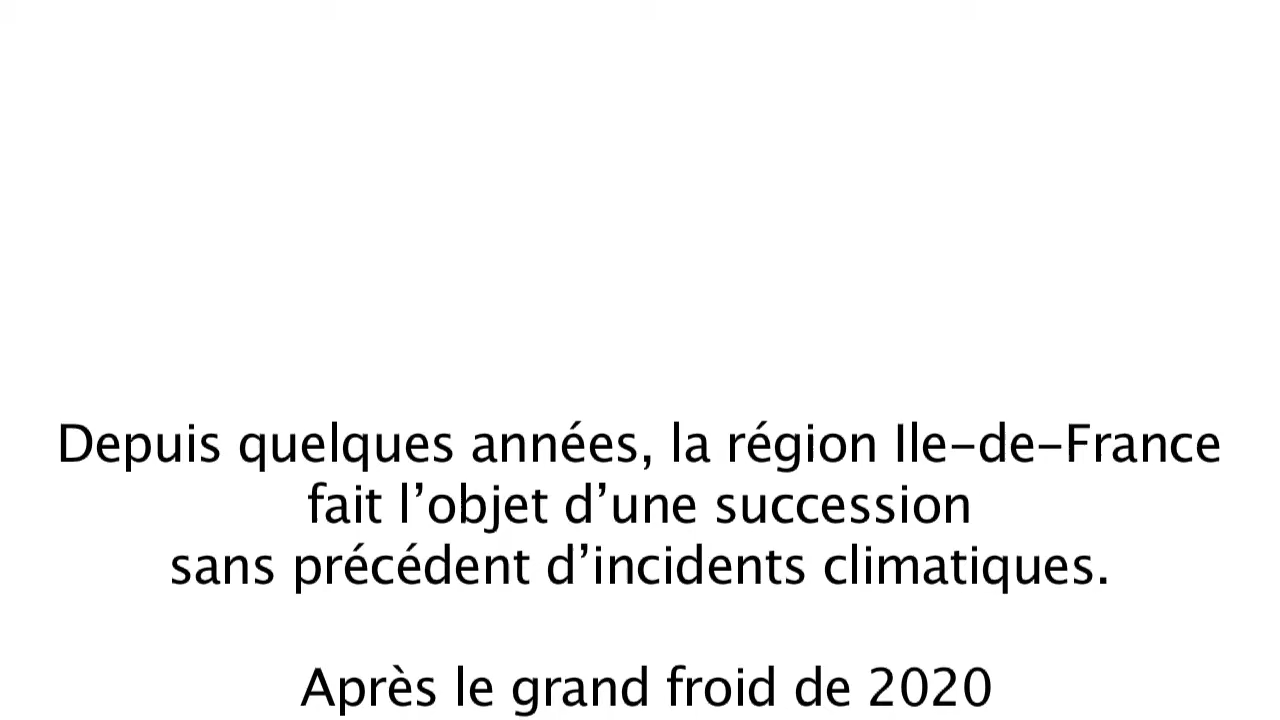 Depuis quelques années, la région Ile-de-France
fait l’objet d’une succession
sans précédent d’incidents climatiques.
Après le grand froid de 2020